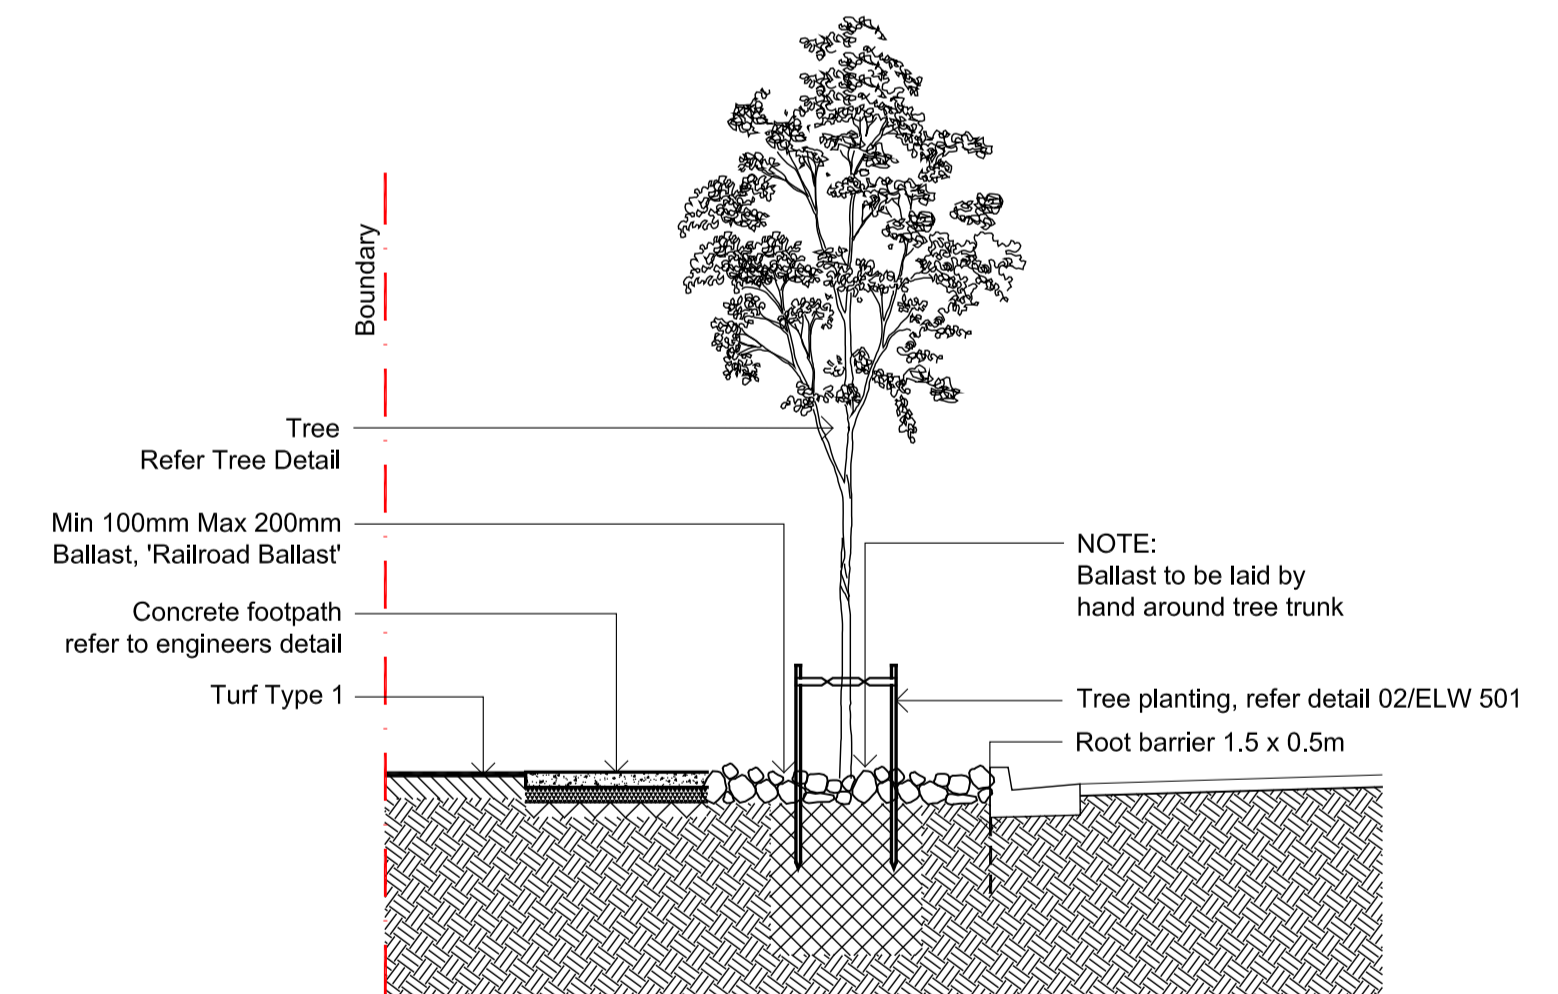 Boundary
Tree
Refer Tree Detail
Min 100mm Max 200mm
Ballast, 'Railroad Ballast'
Concrete footpath
refer to engineers detail
Turf Type 1
NOTE:
Ballast to be laid by
hand around tree trunk
Tree planting, refer detail 02/ELW 501
Root barrier 1.5 x 0.5m